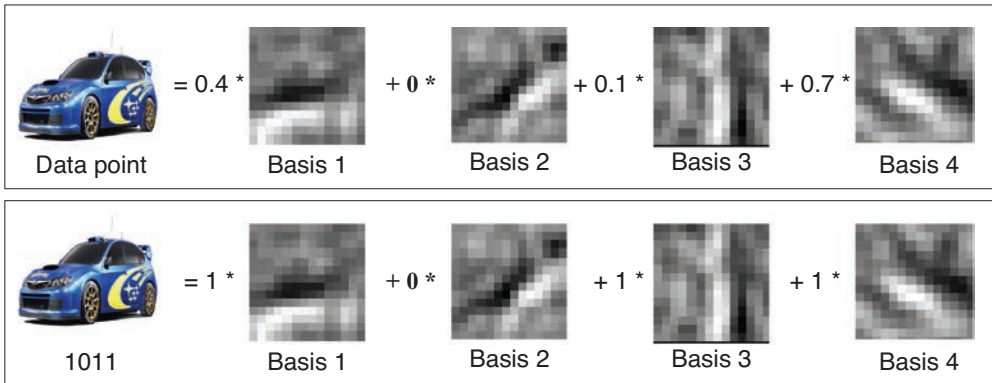 = 0.4 * + 0 * + 0.1 * + 0.7 *
Data point Basis 1 Basis 2 Basis 3 Basis 4
= 1 * + 0 * + 1 * + 1 *
1011 Basis 1 Basis 2 Basis 3 Basis 4